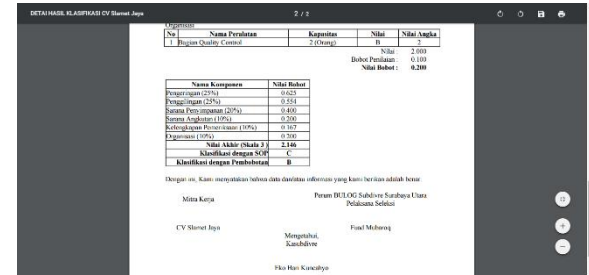 DETAI HASIL KLASIFIKASI CV Slamet Jaya
2 / 2
Organisasi
No Nama Peralatan Kapasitas Nilai Nilai Angka
1 Bagian Quality Control 2 (Orang) B 2
Nilai : 2.000
Bobot Penilaian : 0.100
Nilai Bobot : 0.200
Nama Komponen Nilai Bobot
Pengeringan (25%) 0.625
Penggilingan (25%) 0.554
Sarana Penyimpanan (20%) 0.400
Sarana Angkutan (10%) 0.200
Kelengkapan Pemeriksaan (10%) 0.167
Organisasi (10%) 0.200
Nilai Akhir (Skala 3 ) 2.146
Klasifikasi dengan SOP C
Klasifikasi dengan Pembobotan B
Dengan ini, Kami menyatakan bahwa data dan/atau informasi yang kami berikan adalah benar.
Mitra Kerja
Perum BULOG Subdivre Surabaya Utara
Pelaksana Seleksi
CV Slamet Jaya
Fuad Mubaroq
Mengetahui,
Kasubdivre
Eko Hari Kuncahyo